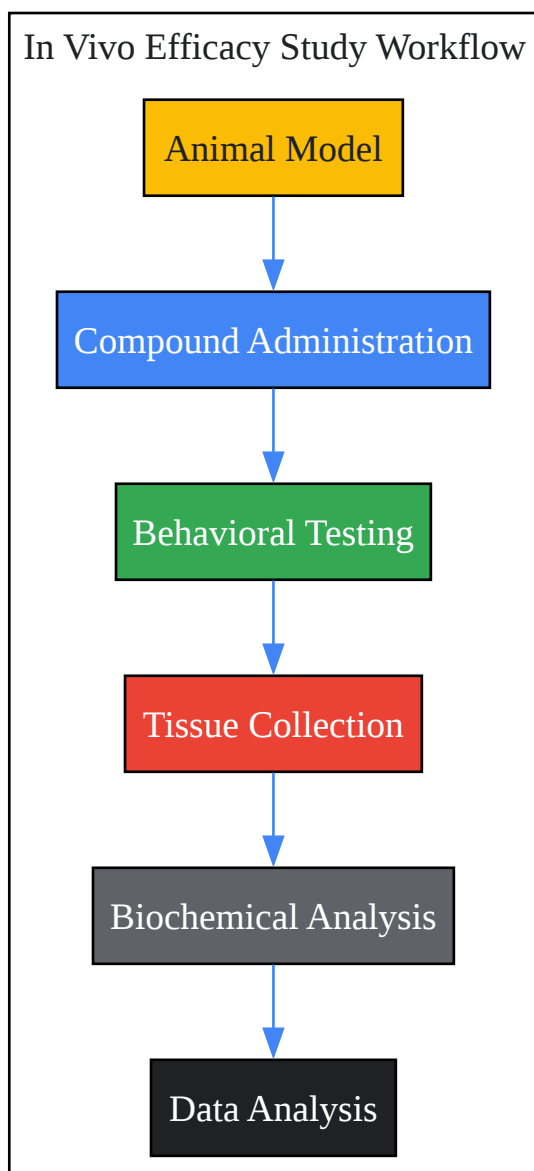 In Vivo Efficacy Study Workflow
Animal Model
Compound Administration
Behavioral Testing
Tissue Collection
Biochemical Analysis
Data Analysis